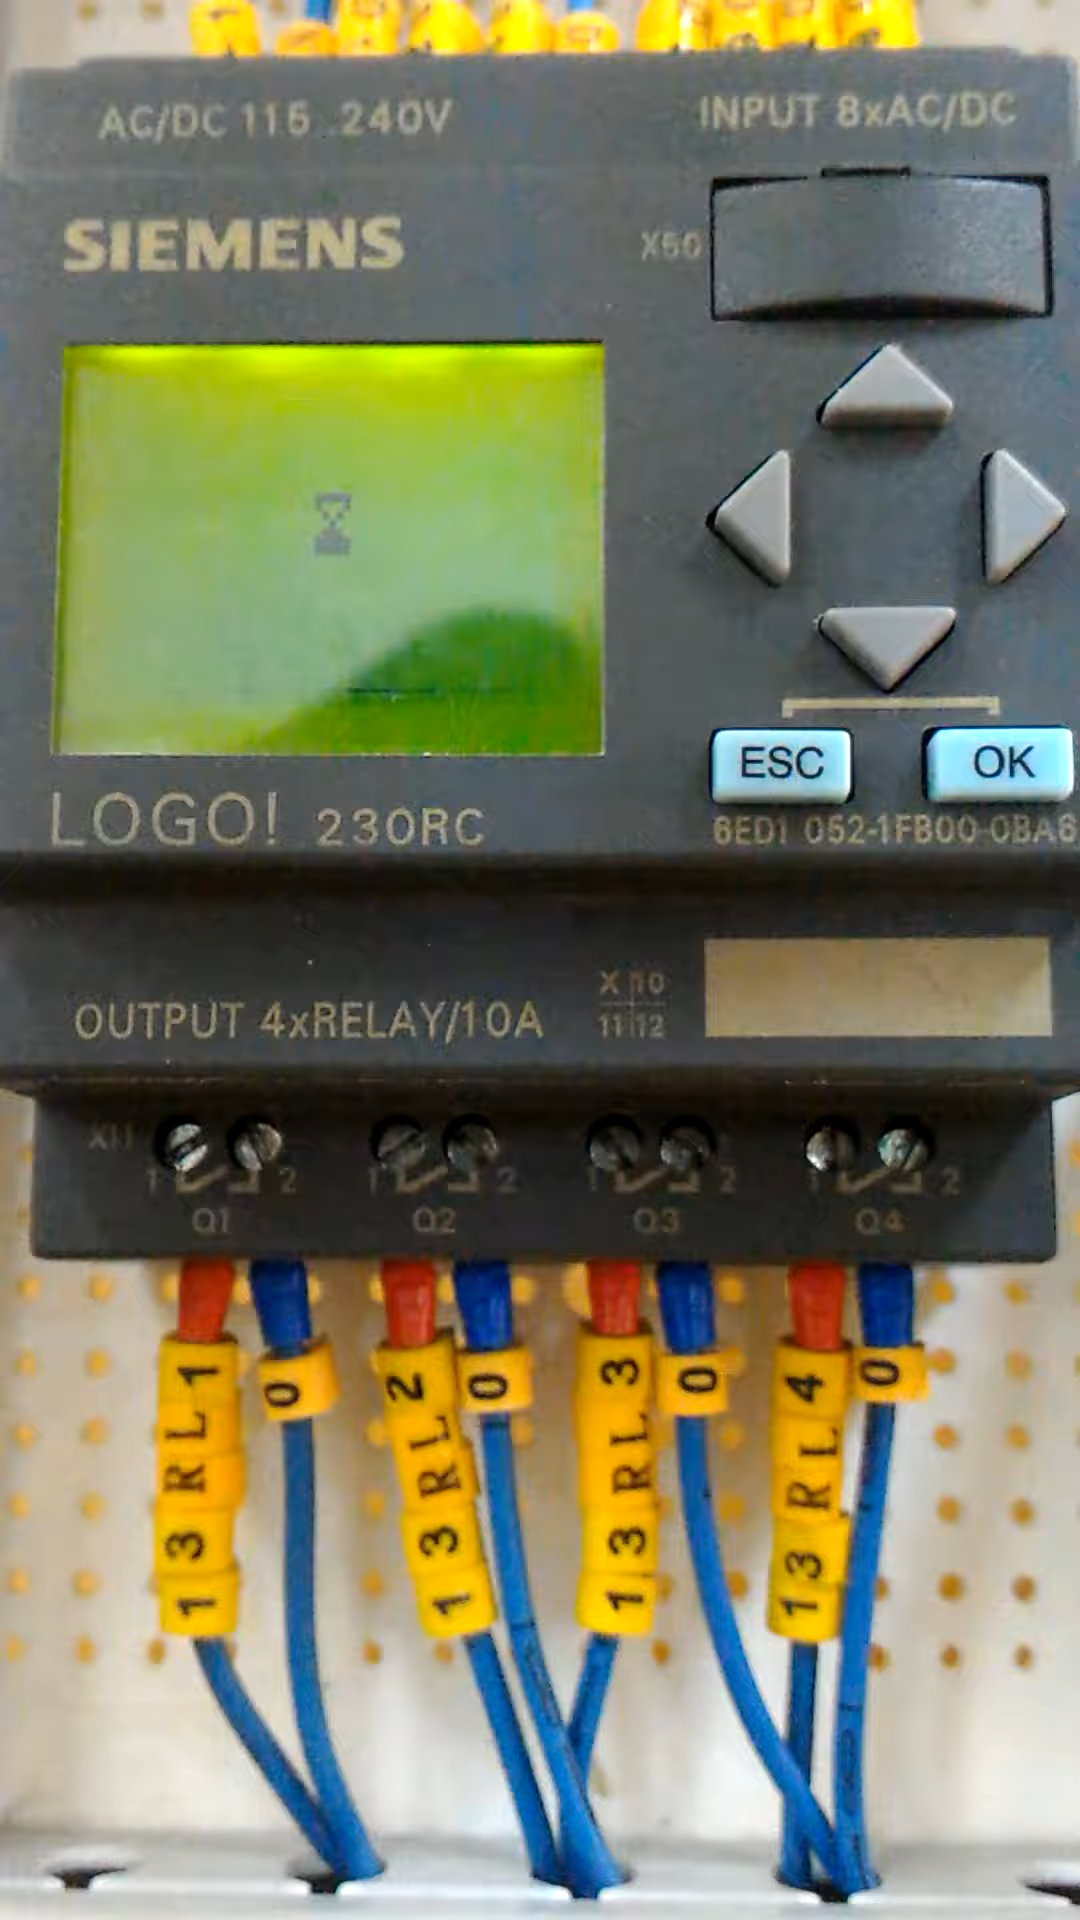 AC/DC 115...240V
INPUT 8xAC/DC
SIEMENS
X50
ESC
OK
LOGO! 230RC
6ED1 052-1FB00-0BA6
OUTPUT 4xRELAY/10A
X 10
11 12
X11
1 2 1 2 1 2 1 2
Q1 Q2 Q3 Q4
13RL1
0
13RL2
0
13RL3
0
13RL4
0